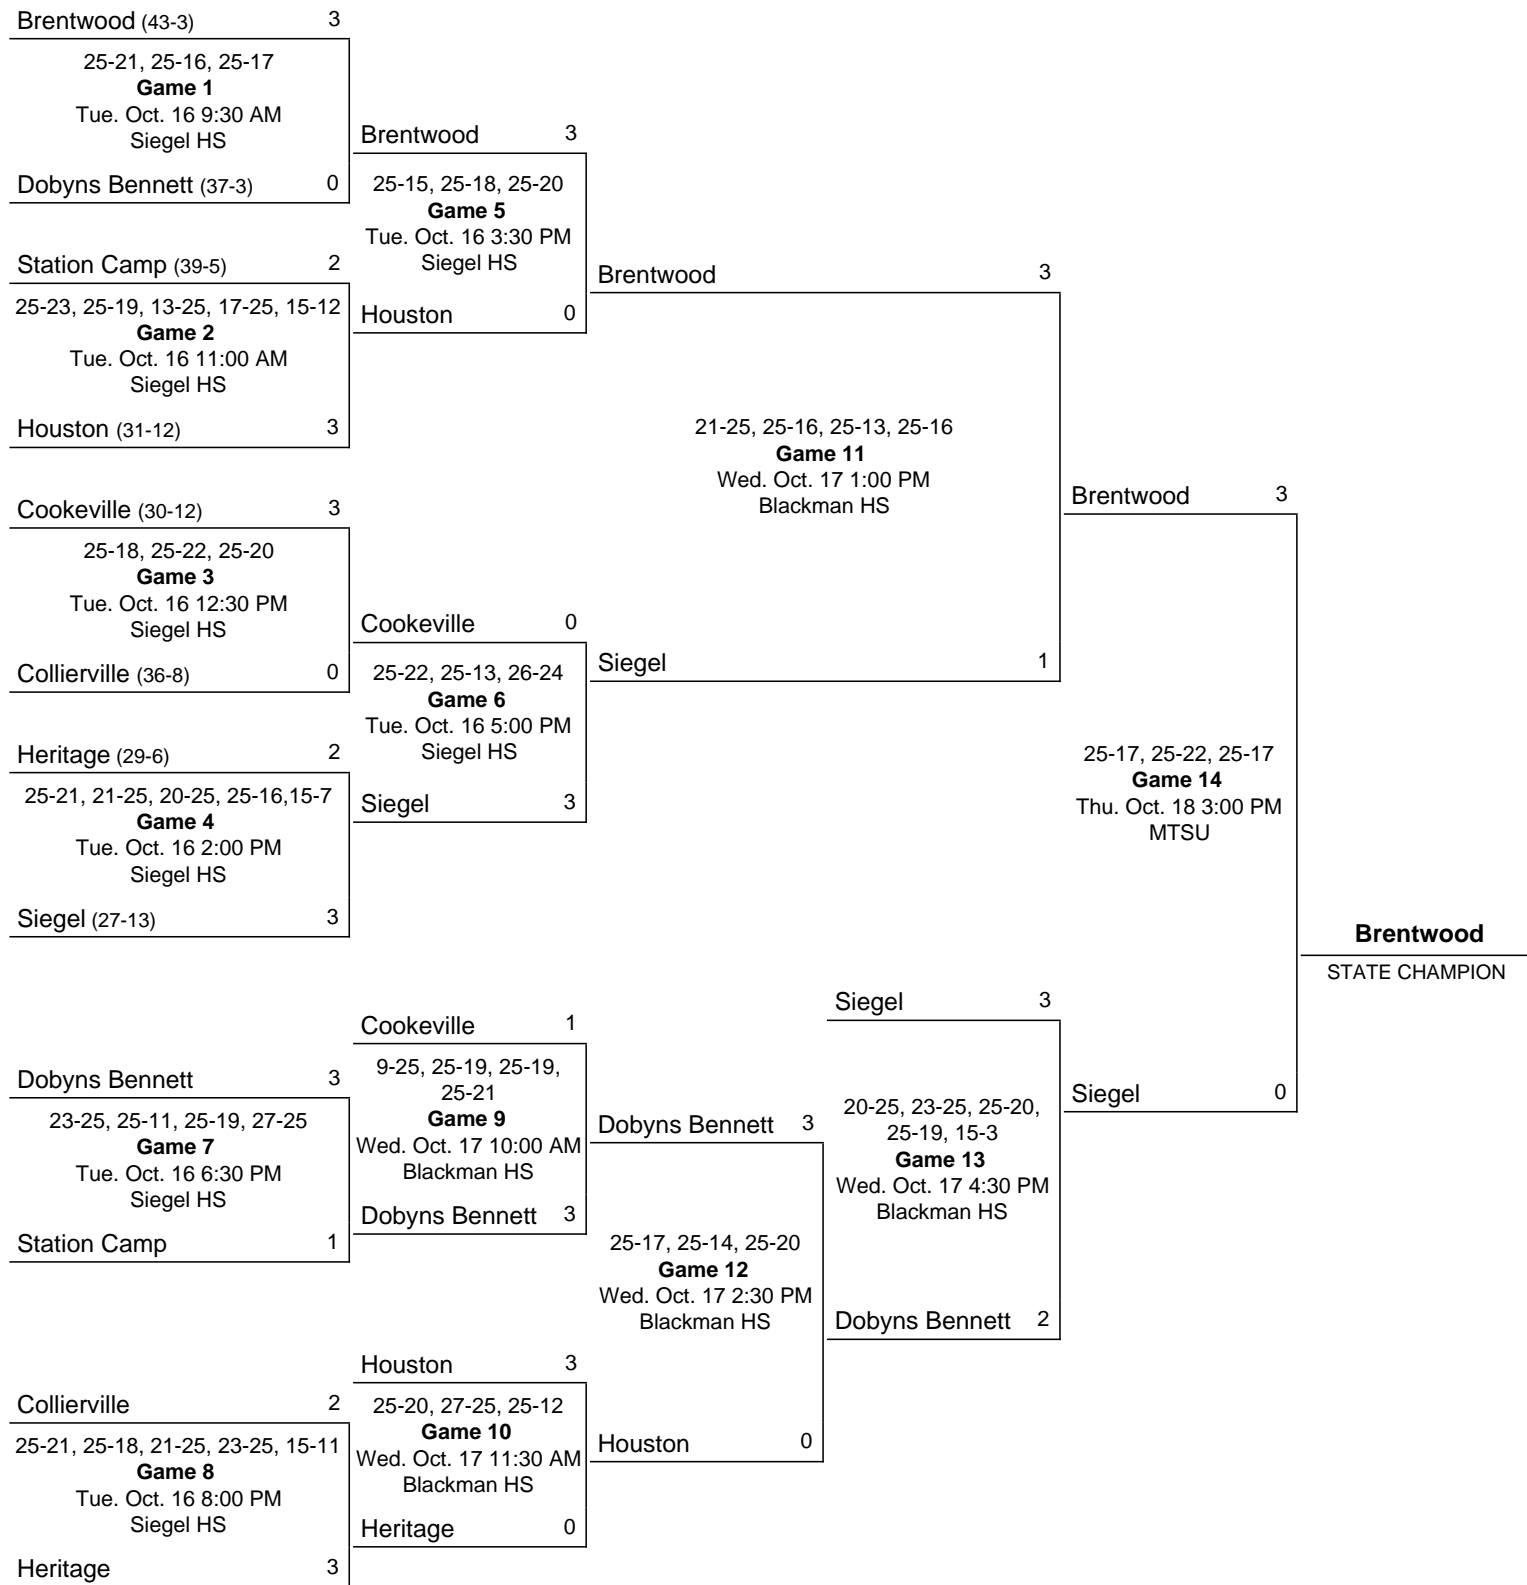 Brentwood (43-3) 3
25-21, 25-16, 25-17
Game 1
Tue. Oct. 16 9:30 AM
Siegel HS
Dobyns Bennett (37-3) 0
Station Camp (39-5) 2
25-23, 25-19, 13-25, 17-25, 15-12
Game 2
Tue. Oct. 16 11:00 AM
Siegel HS
Houston (31-12) 3
Cookeville (30-12) 3
25-18, 25-22, 25-20
Game 3
Tue. Oct. 16 12:30 PM
Siegel HS
Collierville (36-8) 0
Heritage (29-6) 2
25-21, 21-25, 20-25, 25-16,15-7
Game 4
Tue. Oct. 16 2:00 PM
Siegel HS
Siegel (27-13) 3
Brentwood 3
25-15, 25-18, 25-20
Game 5
Tue. Oct. 16 3:30 PM
Siegel HS
Houston 0
Cookeville 0
25-22, 25-13, 26-24
Game 6
Tue. Oct. 16 5:00 PM
Siegel HS
Siegel 3
Brentwood 3
21-25, 25-16, 25-13, 25-16
Game 11
Wed. Oct. 17 1:00 PM
Blackman HS
Siegel 1
Dobyns Bennett 3
23-25, 25-11, 25-19, 27-25
Game 7
Tue. Oct. 16 6:30 PM
Siegel HS
Station Camp 1
Collierville 2
25-21, 25-18, 21-25, 23-25, 15-11
Game 8
Tue. Oct. 16 8:00 PM
Siegel HS
Heritage 3
Cookeville 1
9-25, 25-19, 25-19,
25-21
Game 9
Wed. Oct. 17 10:00 AM
Blackman HS
Dobyns Bennett 3
Houston 3
25-20, 27-25, 25-12
Game 10
Wed. Oct. 17 11:30 AM
Blackman HS
Heritage 0
Dobyns Bennett 3
25-17, 25-14, 25-20
Game 12
Wed. Oct. 17 2:30 PM
Blackman HS
Houston 0
Siegel 3
20-25, 23-25, 25-20,
25-19, 15-3
Game 13
Wed. Oct. 17 4:30 PM
Blackman HS
Dobyns Bennett 2
Brentwood 3
25-17, 25-22, 25-17
Game 14
Thu. Oct. 18 3:00 PM
MTSU
Siegel 0
Brentwood
STATE CHAMPION